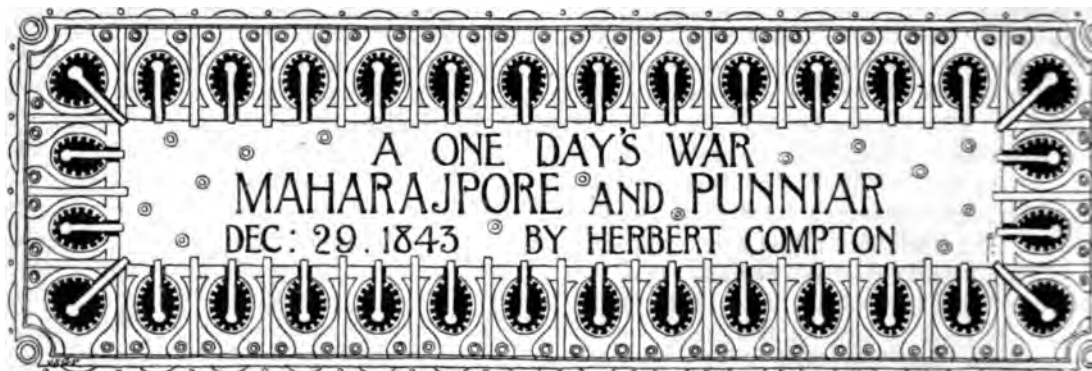 A ONE DAY'S WAR
MAHARAJPORE AND PUNNIAR
DEC: 29. 1843 BY HERBERT COMPTON